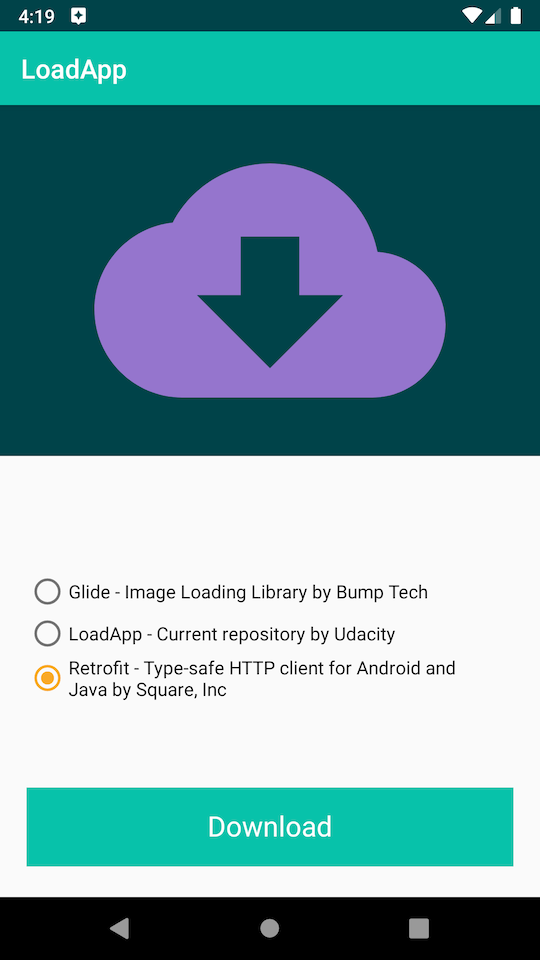 4:19
LoadApp
Glide - Image Loading Library by Bump Tech
LoadApp - Current repository by Udacity
Retrofit - Type-safe HTTP client for Android and
Java by Square, Inc
Download